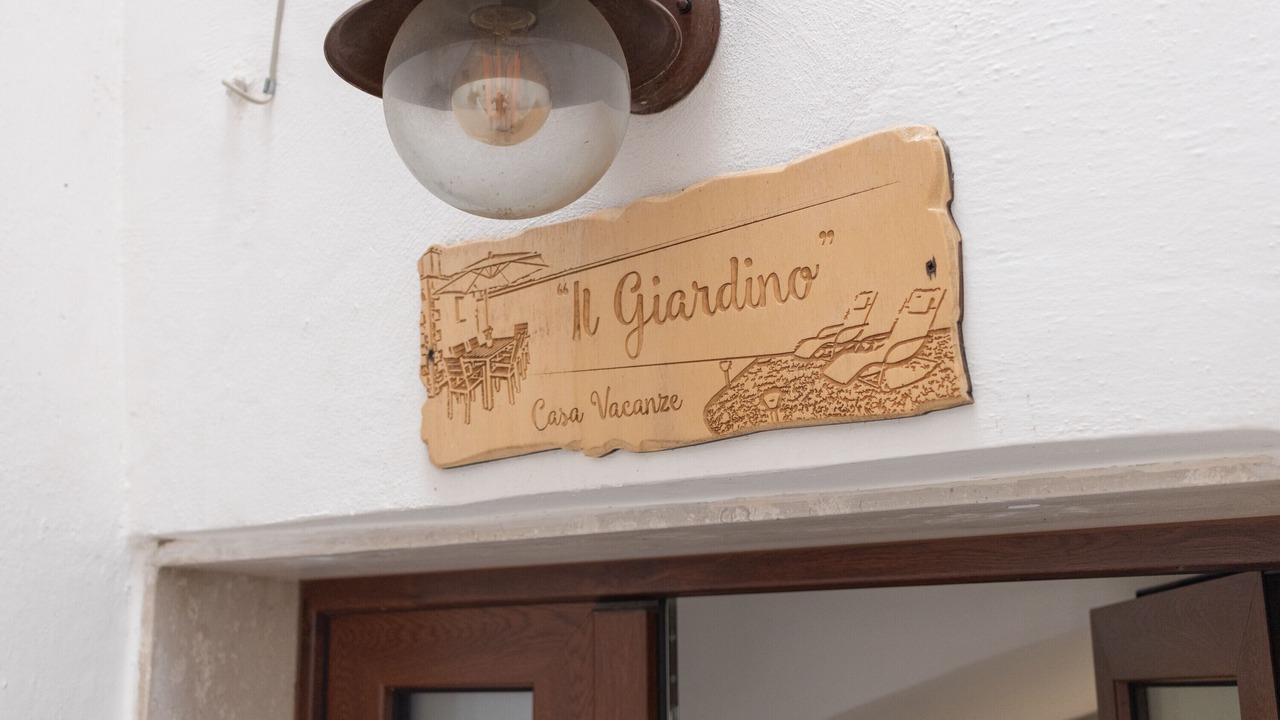 “Il Giardino”
Casa Vacanze